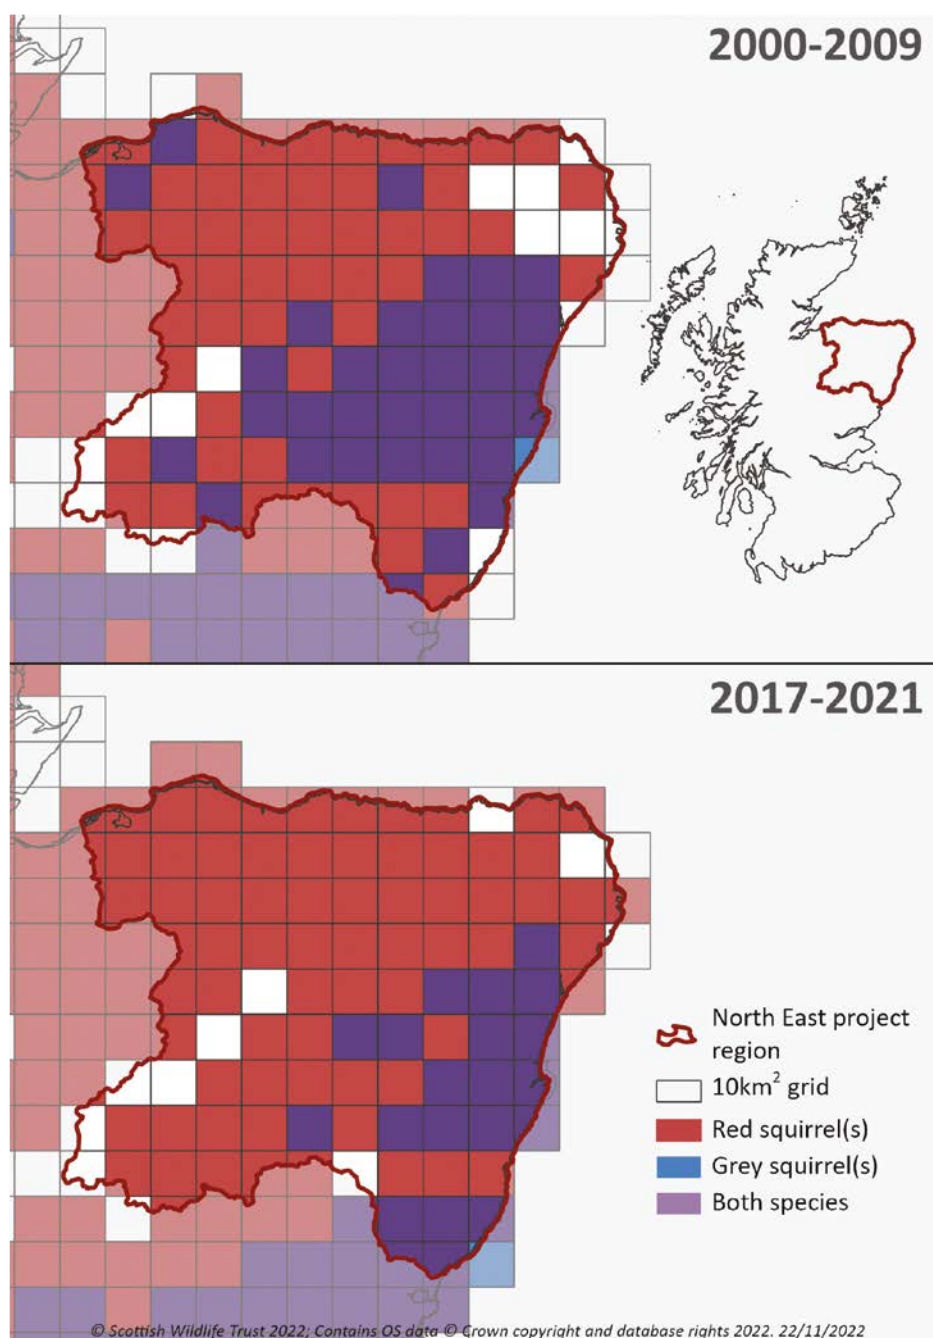 2000-2009
2017-2021
North East project
region
10km² grid
Red squirrel(s)
Grey squirrel(s)
Both species
© Scottish Wildlife Trust 2022; Contains OS data © Crown copyright and database rights 2022. 22/11/2022